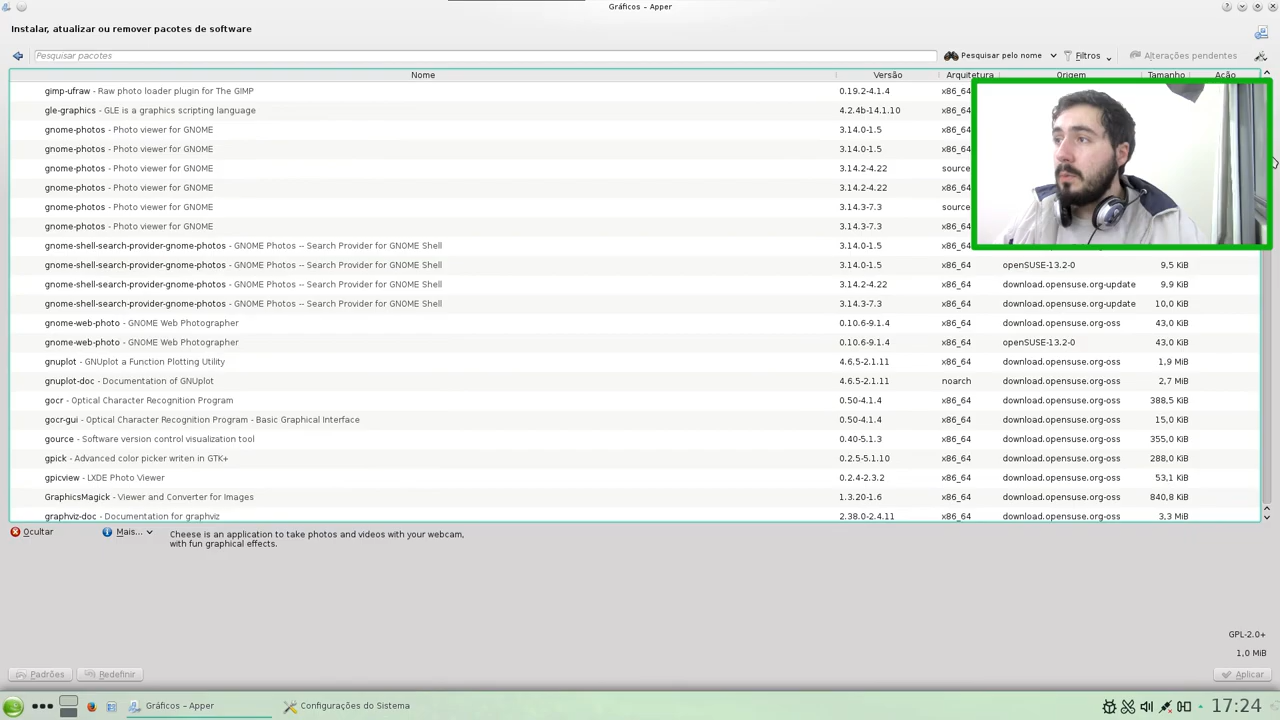 Gráficos – Apper
Instalar, atualizar ou remover pacotes de software
Pesquisar pacotes
Pesquisar pelo nome
Filtros
Alterações pendentes
Nome Versão Arquitetura Origem Tamanho Ação
gimp-ufraw - Raw photo loader plugin for The GIMP 0.19.2-4.1.4 x86_64
gle-graphics - GLE is a graphics scripting language 4.2.4b-14.1.10 x86_64
gnome-photos - Photo viewer for GNOME 3.14.0-1.5 x86_64
gnome-photos - Photo viewer for GNOME 3.14.0-1.5 x86_64
gnome-photos - Photo viewer for GNOME 3.14.2-4.22 source
gnome-photos - Photo viewer for GNOME 3.14.2-4.22 x86_64
gnome-photos - Photo viewer for GNOME 3.14.3-7.3 source
gnome-photos - Photo viewer for GNOME 3.14.3-7.3 x86_64
gnome-shell-search-provider-gnome-photos - GNOME Photos -- Search Provider for GNOME Shell 3.14.0-1.5 x86_64
gnome-shell-search-provider-gnome-photos - GNOME Photos -- Search Provider for GNOME Shell 3.14.0-1.5 x86_64 openSUSE-13.2-0 9,5 KiB
gnome-shell-search-provider-gnome-photos - GNOME Photos -- Search Provider for GNOME Shell 3.14.2-4.22 x86_64 download.opensuse.org-update 9,9 KiB
gnome-shell-search-provider-gnome-photos - GNOME Photos -- Search Provider for GNOME Shell 3.14.3-7.3 x86_64 download.opensuse.org-update 10,0 KiB
gnome-web-photo - GNOME Web Photographer 0.10.6-9.1.4 x86_64 download.opensuse.org-oss 43,0 KiB
gnome-web-photo - GNOME Web Photographer 0.10.6-9.1.4 x86_64 openSUSE-13.2-0 43,0 KiB
gnuplot - GNUplot a Function Plotting Utility 4.6.5-2.1.11 x86_64 download.opensuse.org-oss 1,9 MiB
gnuplot-doc - Documentation of GNUplot 4.6.5-2.1.11 noarch download.opensuse.org-oss 2,7 MiB
gocr - Optical Character Recognition Program 0.50-4.1.4 x86_64 download.opensuse.org-oss 388,5 KiB
gocr-gui - Optical Character Recognition Program - Basic Graphical Interface 0.50-4.1.4 x86_64 download.opensuse.org-oss 15,0 KiB
gource - Software version control visualization tool 0.40-5.1.3 x86_64 download.opensuse.org-oss 355,0 KiB
gpick - Advanced color picker writen in GTK+ 0.2.5-5.1.10 x86_64 download.opensuse.org-oss 288,0 KiB
gpicview - LXDE Photo Viewer 0.2.4-2.3.2 x86_64 download.opensuse.org-oss 53,1 KiB
GraphicsMagick - Viewer and Converter for Images 1.3.20-1.6 x86_64 download.opensuse.org-oss 840,8 KiB
graphviz-doc - Documentation for graphviz 2.38.0-2.4.11 x86_64 download.opensuse.org-oss 3,3 MiB
Ocultar Mais... Cheese is an application to take photos and videos with your webcam,
with fun graphical effects.
GPL-2.0+
1,0 MiB
Padrões Redefinir Aplicar
Gráficos – Apper Configurações do Sistema 17:24